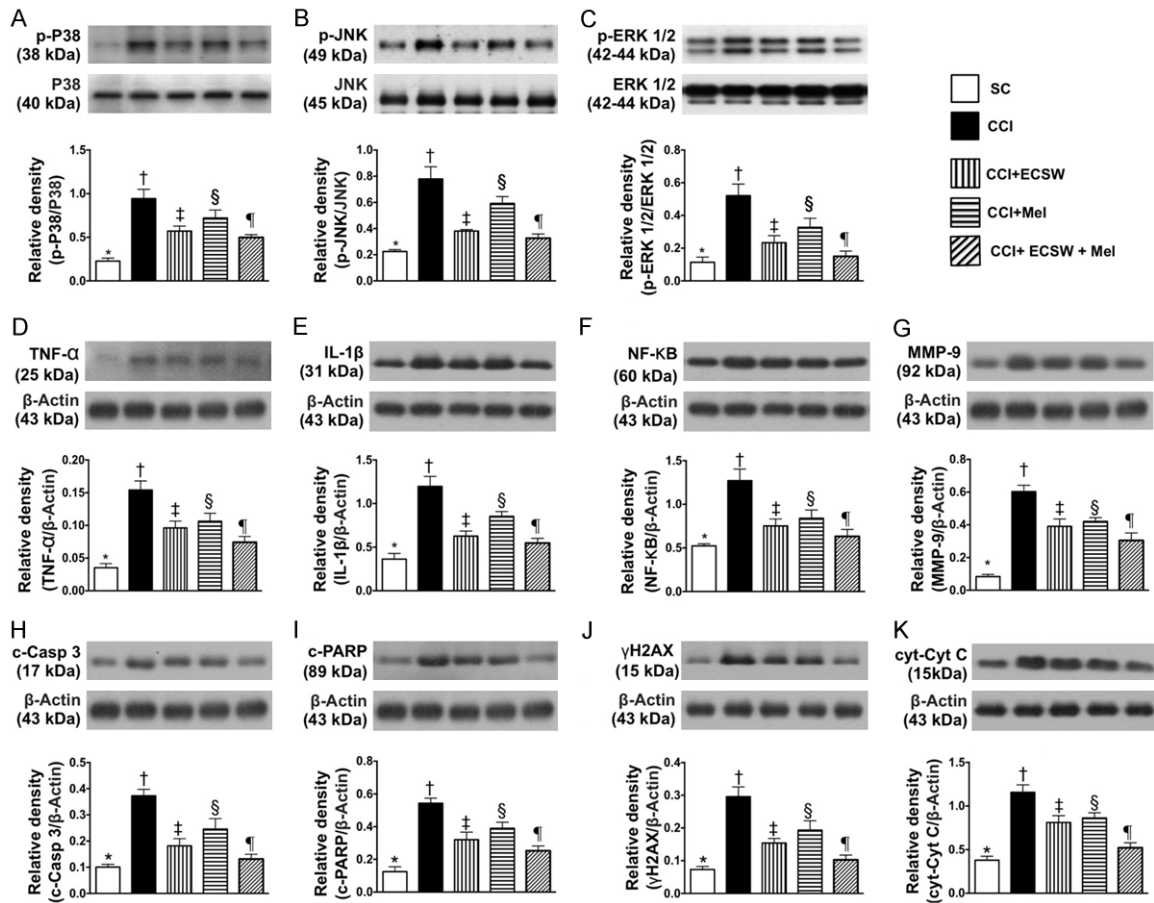 A
p-P38
(38 kDa)
P38
(40 kDa)
Relative density
(p-P38/P38)
1.5
1.0
0.5
0.0
*
†
‡
§
¶
B
p-JNK
(49 kDa)
JNK
(45 kDa)
Relative density
(p-JNK/JNK)
1.0
0.8
0.6
0.4
0.2
0.0
*
†
‡
§
¶
C
p-ERK 1/2
(42-44 kDa)
ERK 1/2
(42-44 kDa)
Relative density
(p-ERK 1/2/ERK 1/2)
0.8
0.6
0.4
0.2
0.0
*
†
‡
§
¶
SC
CCI
CCI+ECSW
CCI+Mel
CCI+ ECSW + Mel
D
TNF-α
(25 kDa)
β-Actin
(43 kDa)
Relative density
(TNF-α/β-Actin)
0.20
0.15
0.10
0.05
0.00
*
†
‡
§
¶
E
IL-1β
(31 kDa)
β-Actin
(43 kDa)
Relative density
(IL-1β/β-Actin)
1.5
1.0
0.5
0.0
*
†
‡
§
¶
F
NF-κB
(60 kDa)
β-Actin
(43 kDa)
Relative density
(NF-κB/β-Actin)
1.5
1.0
0.5
0.0
*
†
‡
§
¶
G
MMP-9
(92 kDa)
β-Actin
(43 kDa)
Relative density
(MMP-9/β-Actin)
0.8
0.6
0.4
0.2
0.0
*
†
‡
§
¶
H
c-Casp 3
(17 kDa)
β-Actin
(43 kDa)
Relative density
(c-Casp 3/β-Actin)
0.5
0.4
0.3
0.2
0.1
0.0
*
†
‡
§
¶
I
c-PARP
(89 kDa)
β-Actin
(43 kDa)
Relative density
(c-PARP/β-Actin)
0.8
0.6
0.4
0.2
0.0
*
†
‡
§
¶
J
γH2AX
(15 kDa)
β-Actin
(43 kDa)
Relative density
(γH2AX/β-Actin)
0.4
0.3
0.2
0.1
0.0
*
†
‡
§
¶
K
cyt-Cyt C
(15kDa)
β-Actin
(43 kDa)
Relative density
(cyt-Cyt C/β-Actin)
1.5
1.0
0.5
0.0
*
†
‡
§
¶